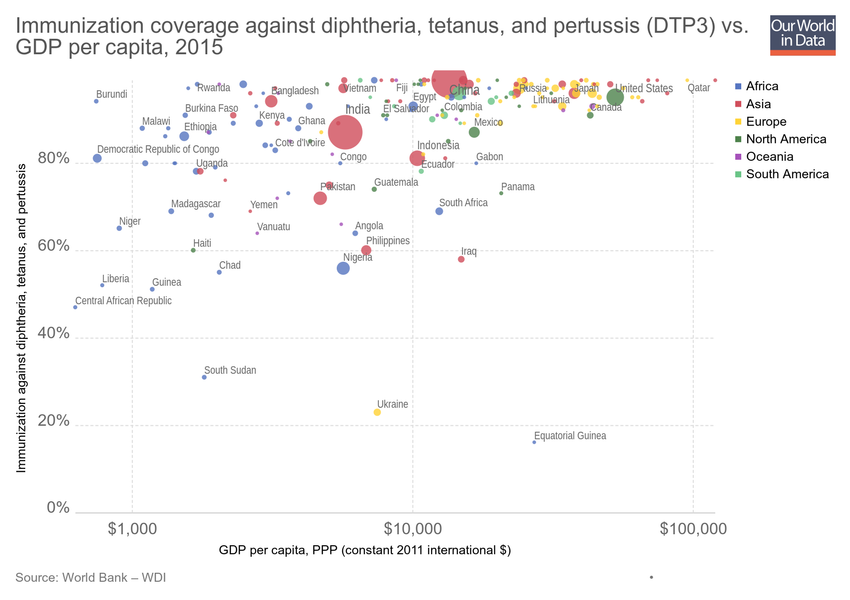 Immunization coverage against diphtheria, tetanus, and pertussis (DTP3) vs.
GDP per capita, 2015
Our World
in Data
Immunization against diphtheria, tetanus, and pertussis
80%
60%
40%
20%
0%
Burundi
Rwanda
Bangladesh
Vietnam
Fiji
China
Russia
Japan
United States
Qatar
Burkina Faso
Kenya
India
Egypt
El Salvador
Colombia
Lithuania
Canada
Malawi
Ethiopia
Ghana
Mexico
Democratic Republic of Congo
Cote d'Ivoire
Indonesia
Uganda
Congo
Ecuador
Gabon
Pakistan
Guatemala
Panama
Madagascar
Yemen
South Africa
Niger
Vanuatu
Angola
Haiti
Philippines
Iraq
Chad
Nigeria
Liberia
Guinea
Central African Republic
South Sudan
Ukraine
Equatorial Guinea
Africa
Asia
Europe
North America
Oceania
South America
$1,000
$10,000
$100,000
GDP per capita, PPP (constant 2011 international $)
Source: World Bank – WDI